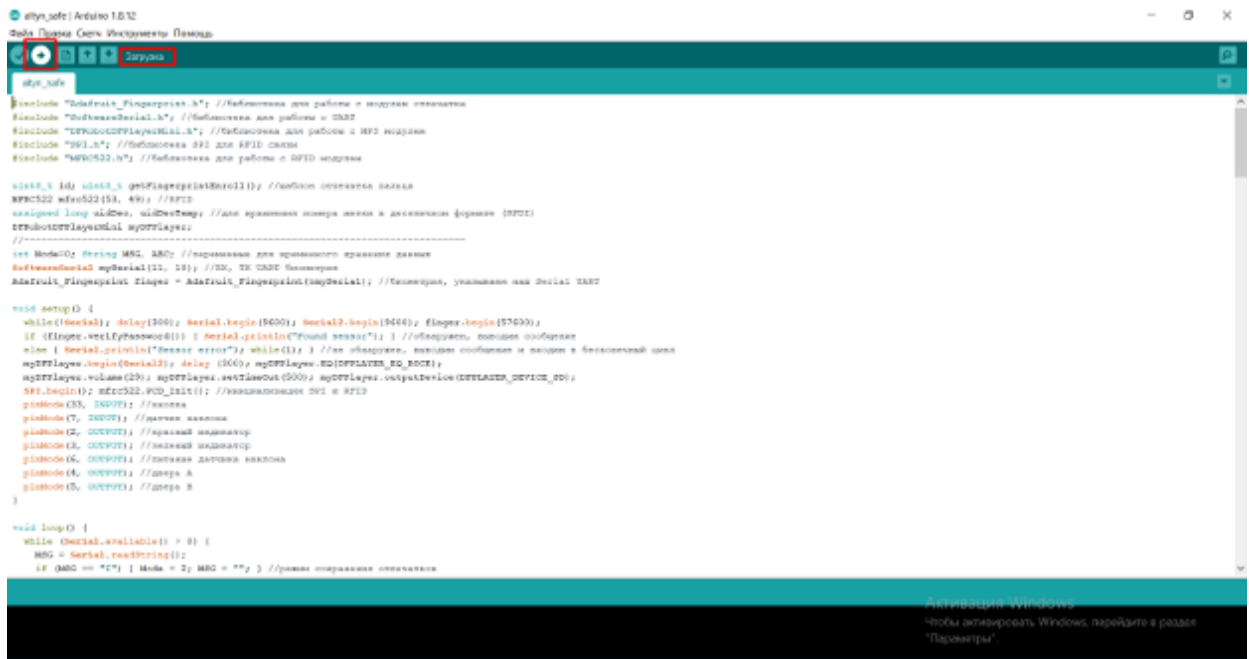 altyn_safe | Arduino 1.8.12
Файл Правка Скетч Инструменты Помощь
Загрузка
altyn_safe
#include "Adafruit_Fingerprint.h"; //библиотека для работы с модулем отпечатка
#include "SoftwareSerial.h"; //библиотека для работы с UART
#include "DFRobotDFPlayerMini.h"; //библиотека для работы с MP3 модулем
#include "SPI.h"; //библиотека SPI для RFID связи
#include "MFRC522.h"; //библиотека для работы с RFID модулем
uint8_t id; uint8_t getFingerprintEnroll(); //шаблон отпечатка пальца
MFRC522 mfrc522(53, 49); //RFID
unsigned long uidDec, uidDecTemp; //для хранения номера метки в десятичном формате (RFID)
DFRobotDFPlayerMini myDFPlayer;
//
int Mode=0; String MSG, ABC; //переменные для временного хранения данных
SoftwareSerial mySerial(11, 10); //RX, TX UART биометрия
Adafruit_Fingerprint finger = Adafruit_Fingerprint(&mySerial); //биометрия, указываем наш Serial UART
void setup() {
while(!Serial); delay(300); Serial.begin(9600); Serial2.begin(9600); finger.begin(57600);
if (finger.verifyPassword()) { Serial.println("Found sensor"); } //обнаружен, выводим сообщение
else { Serial.println("Sensor error"); while(1); } //не обнаружен, выводим сообщение и входим в бесконечный цикл
myDFPlayer.begin(Serial2); delay (300); myDFPlayer.EQ(DFPLAYER_EQ_ROCK);
myDFPlayer.volume(29); myDFPlayer.setTimeOut(500); myDFPlayer.outputDevice(DFPLAYER_DEVICE_SD);
SPI.begin(); mfrc522.PCD_Init(); //инициализация SPI и RFID
pinMode(33, INPUT); //кнопка
pinMode(7, INPUT); //датчик наклона
pinMode(2, OUTPUT); //красный индикатор
pinMode(3, OUTPUT); //зеленый индикатор
pinMode(6, OUTPUT); //питание датчика наклона
pinMode(4, OUTPUT); //дверь A
pinMode(5, OUTPUT); //дверь B
}
void loop() {
while (Serial.available() > 0) {
MSG = Serial.readString();
if (MSG == "I") { Mode = 2; MSG = ""; } //режим сохранения отпечатков
Активация Windows
Чтобы активировать Windows, перейдите в раздел
"Параметры".